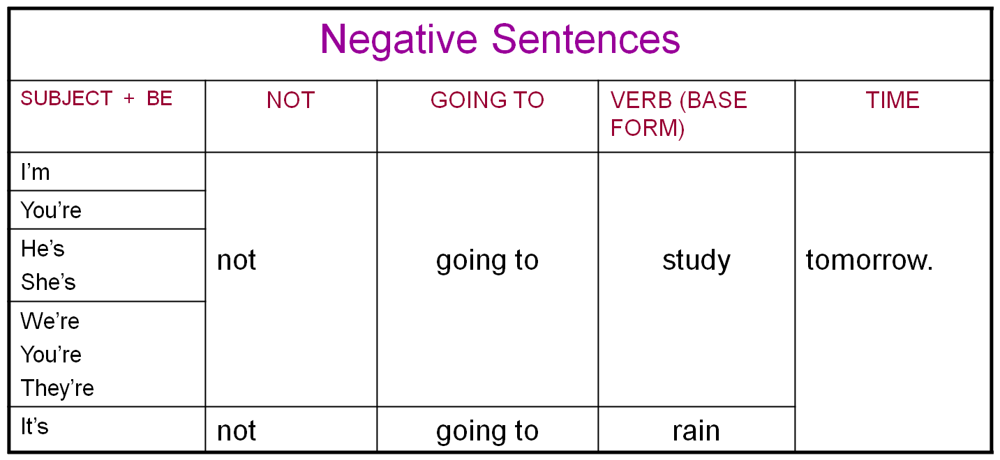 Negative Sentences
SUBJECT + BE
NOT
GOING TO
VERB (BASE
FORM)
TIME
I’m
You’re
He’s
She’s
We’re
You’re
They’re
not
going to
study
tomorrow.
It’s
not
going to
rain